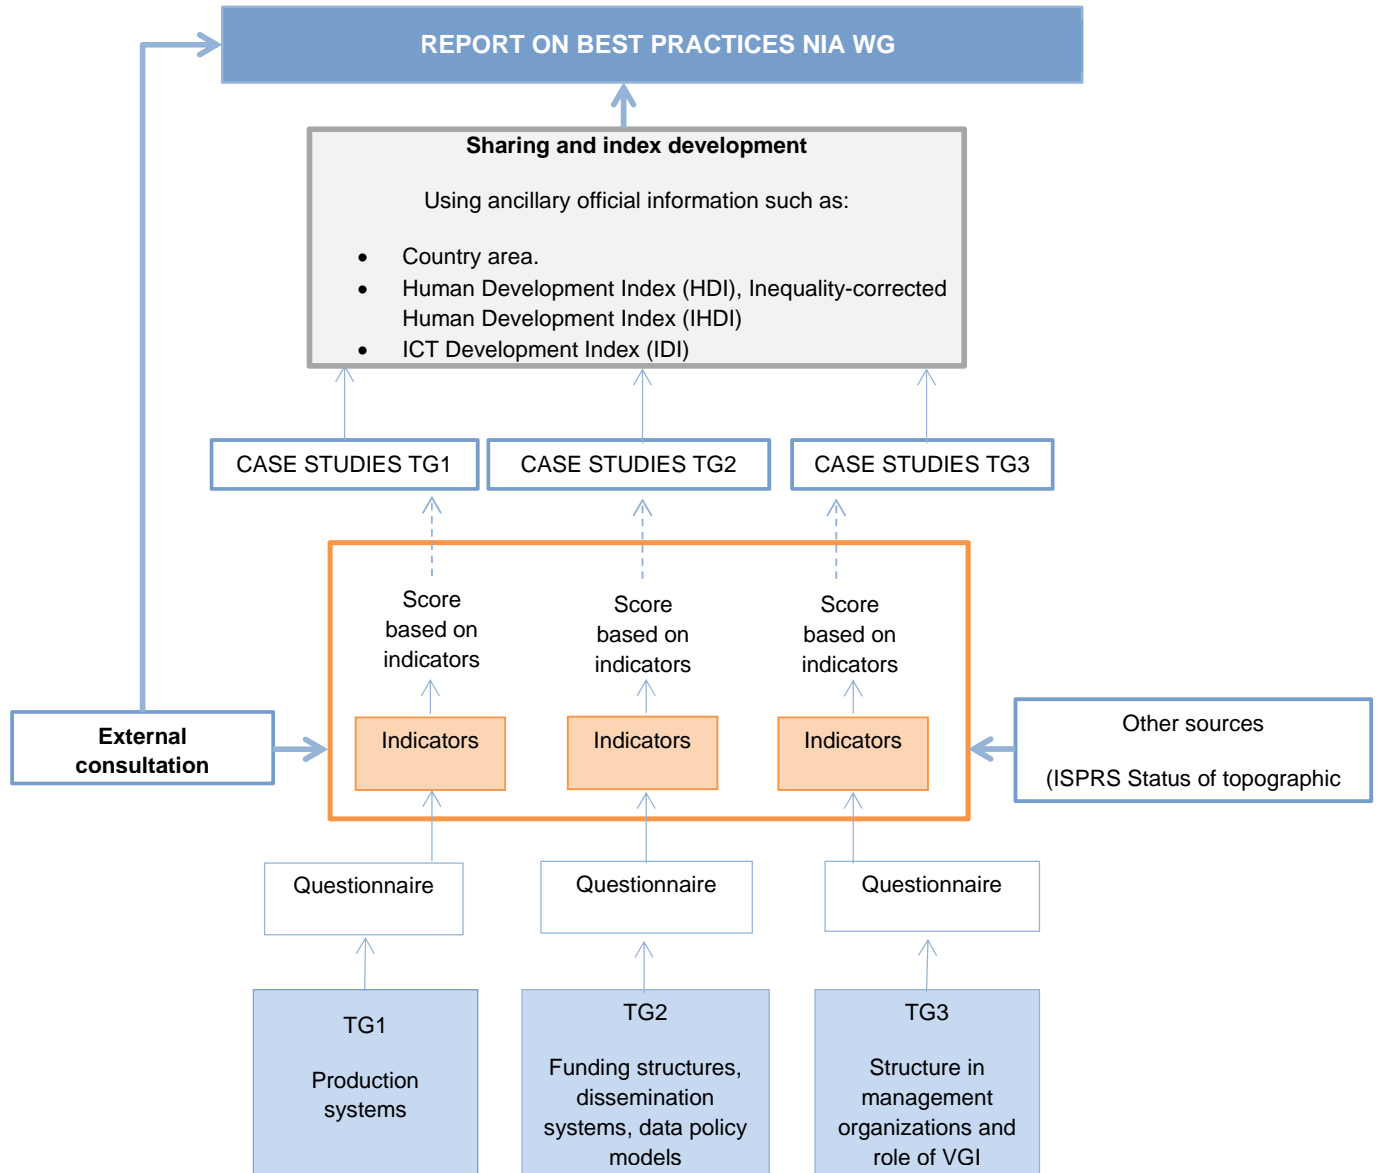 REPORT ON BEST PRACTICES NIA WG
Sharing and index development
Using ancillary official information such as:
• Country area.
• Human Development Index (HDI), Inequality-corrected
Human Development Index (IHDI)
• ICT Development Index (IDI)
CASE STUDIES TG1
CASE STUDIES TG2
CASE STUDIES TG3
Score
based on
indicators
Score
based on
indicators
Score
based on
indicators
External
consultation
Indicators
Indicators
Indicators
Other sources
(ISPRS Status of topographic
Questionnaire
Questionnaire
Questionnaire
TG1
Production
systems
TG2
Funding structures,
dissemination
systems, data policy
models
TG3
Structure in
management
organizations and
role of VGI